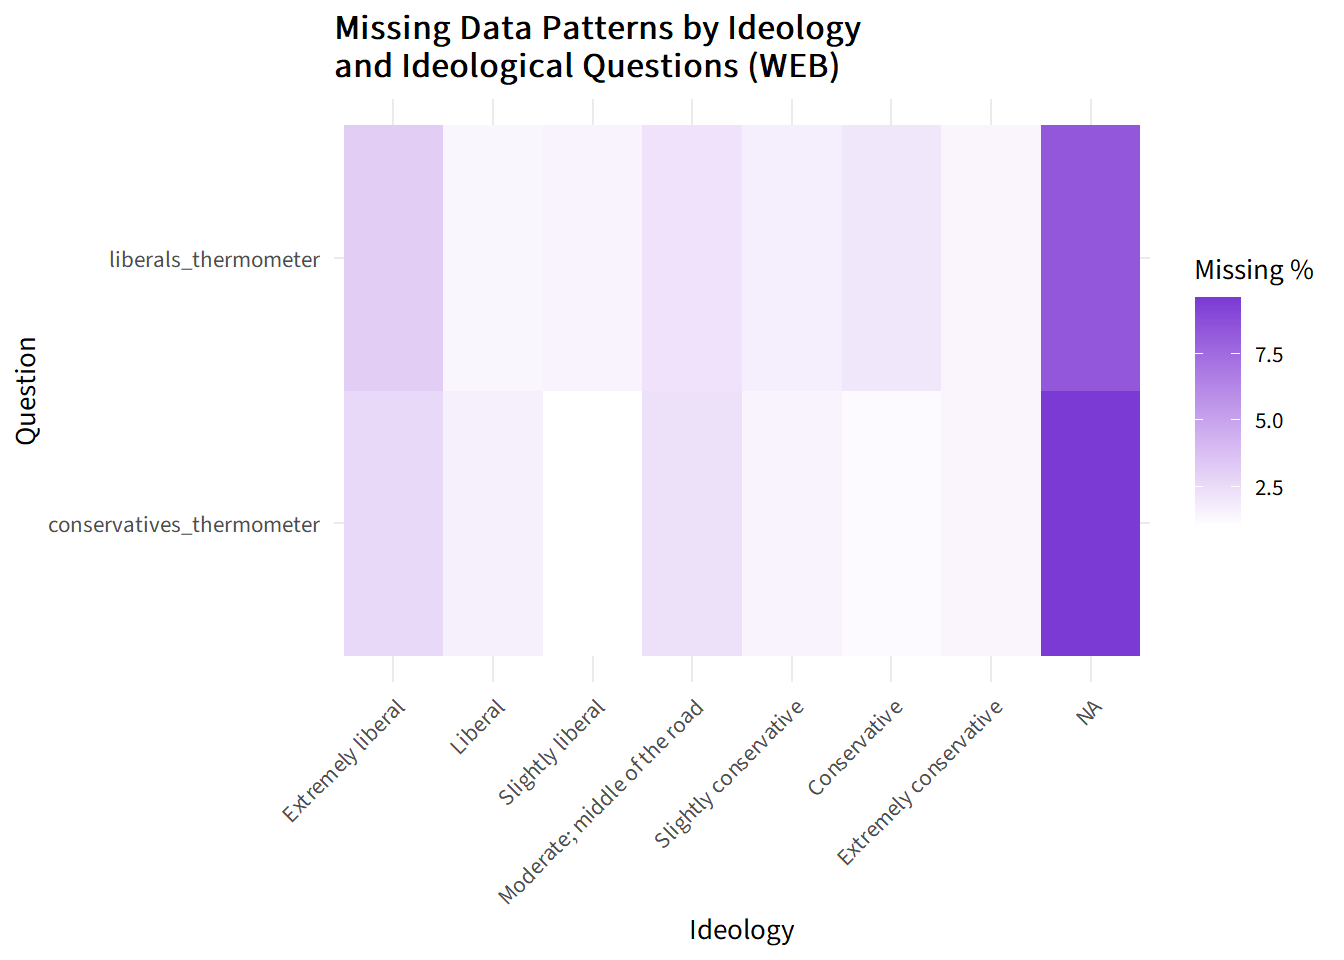 Missing Data Patterns by Ideology
and Ideological Questions (WEB)
liberals_thermometer
conservatives_thermometer
Question
Missing %
7.5
5.0
2.5
Extremely liberal
Liberal
Slightly liberal
Moderate; middle of the road
Slightly conservative
Conservative
Extremely conservative
NA
Ideology